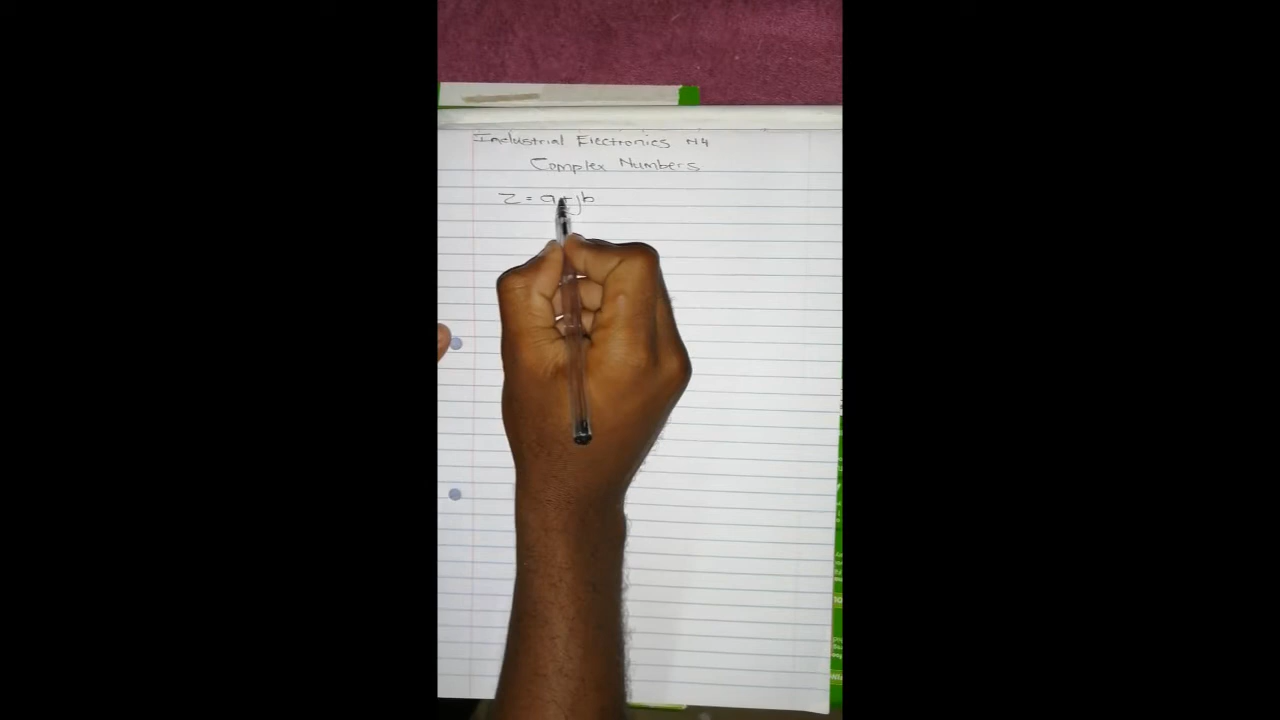 Industrial Electronics N4
Complex Numbers
Z = a+jb